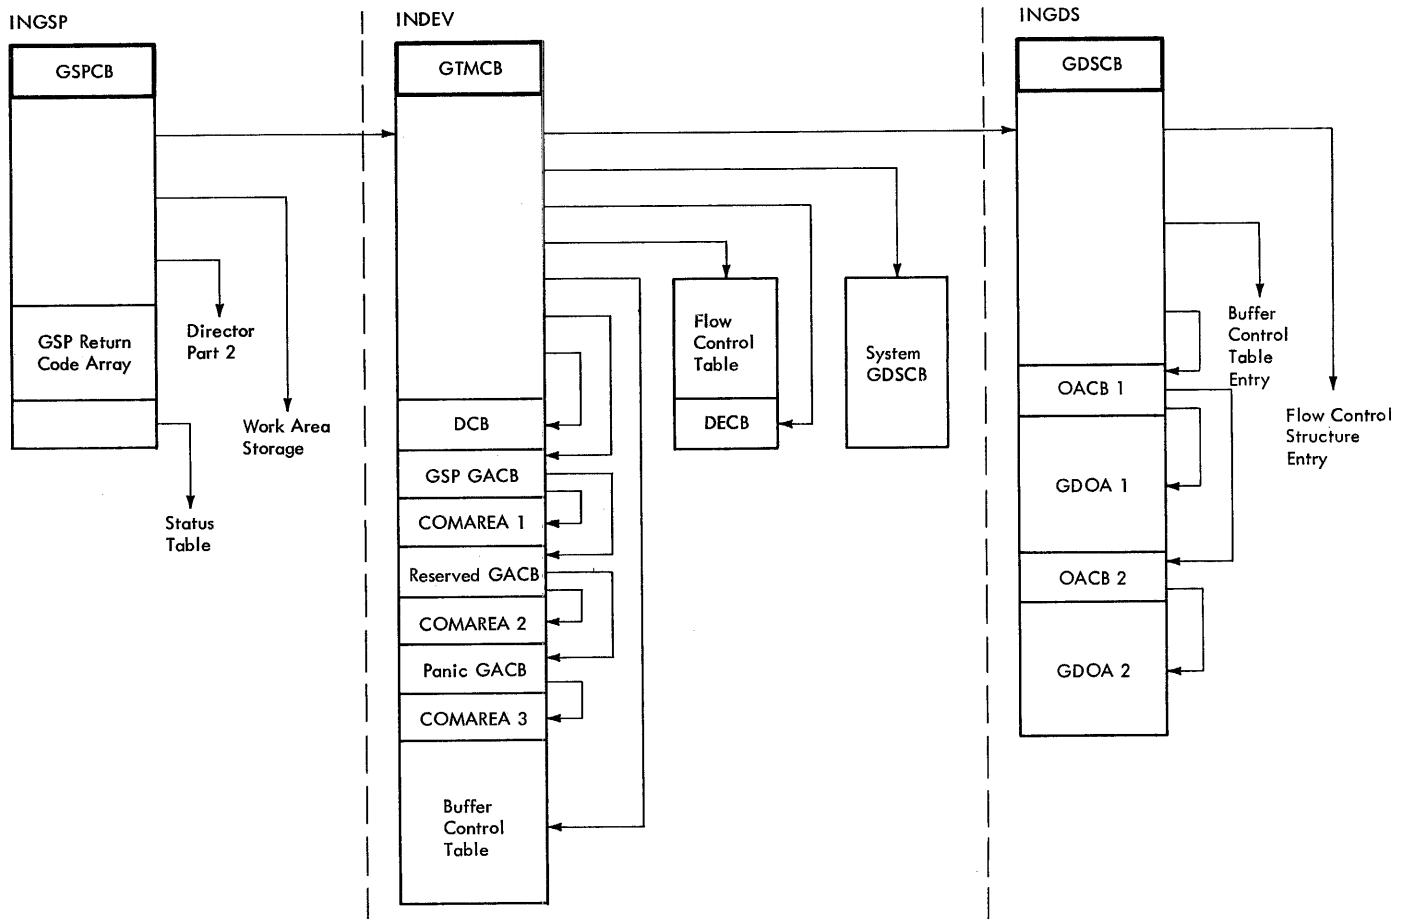 INGSP
GSPCB
GSP Return
Code Array
Director
Part 2
Work Area
Storage
Status
Table
INDEV
GTMCB
DCB
GSP GACB
COMAREA 1
Reserved GACB
COMAREA 2
Panic GACB
COMAREA 3
Buffer
Control
Table
Flow
Control
Table
DECB
System
GDSCB
INGDS
GDSCB
OACB 1
GDOA 1
OACB 2
GDOA 2
Buffer
Control
Table
Entry
Flow Control
Structure
Entry